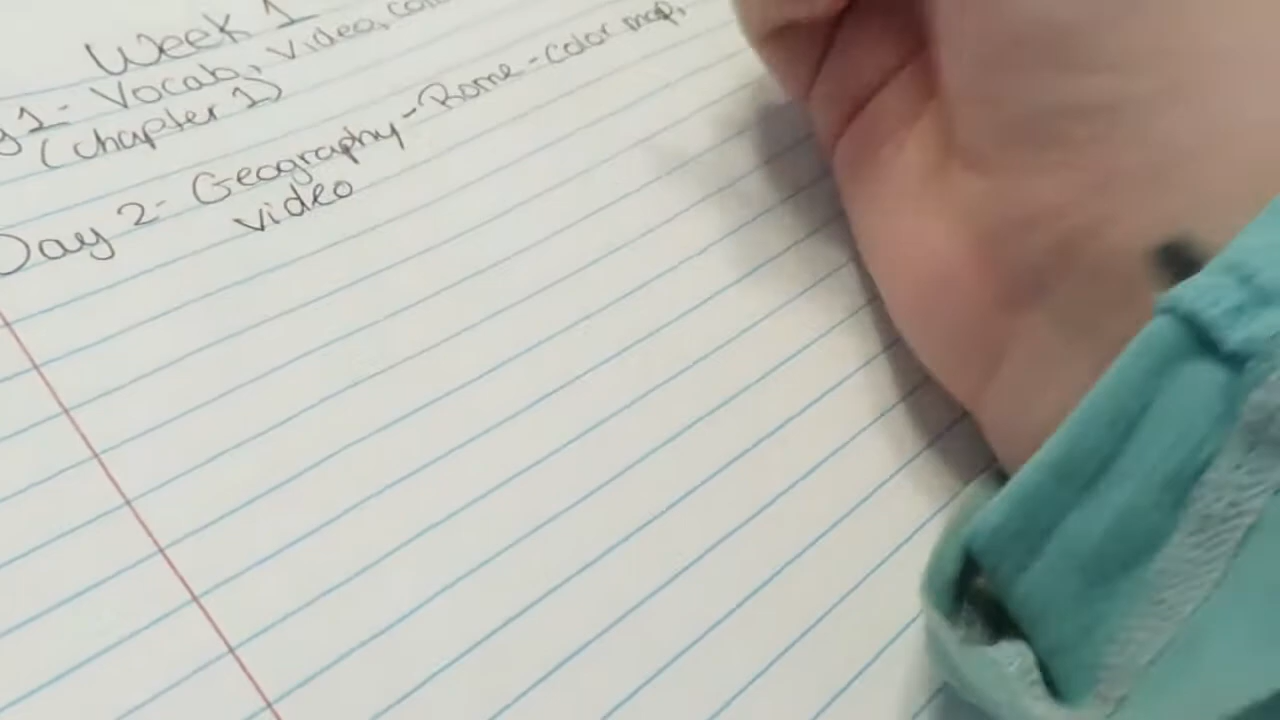 Week 1
1- Vocab, Video,
(Chapter 1)
Day 2- Geography-Rome-color map,
video